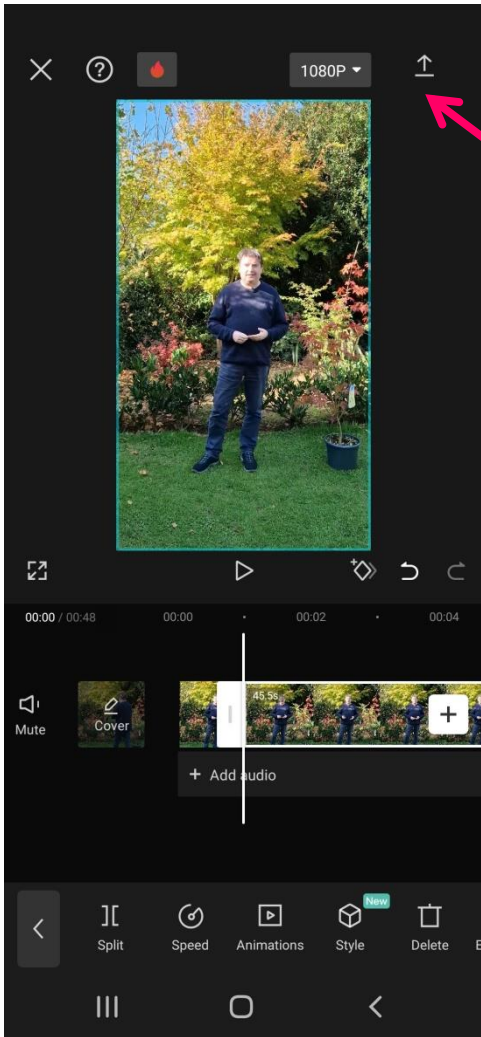 1080P
00:00 / 00:48 00:00 00:02 00:04
45.5s
Mute
Cover
+ Add audio
New
Split Speed Animations Style Delete